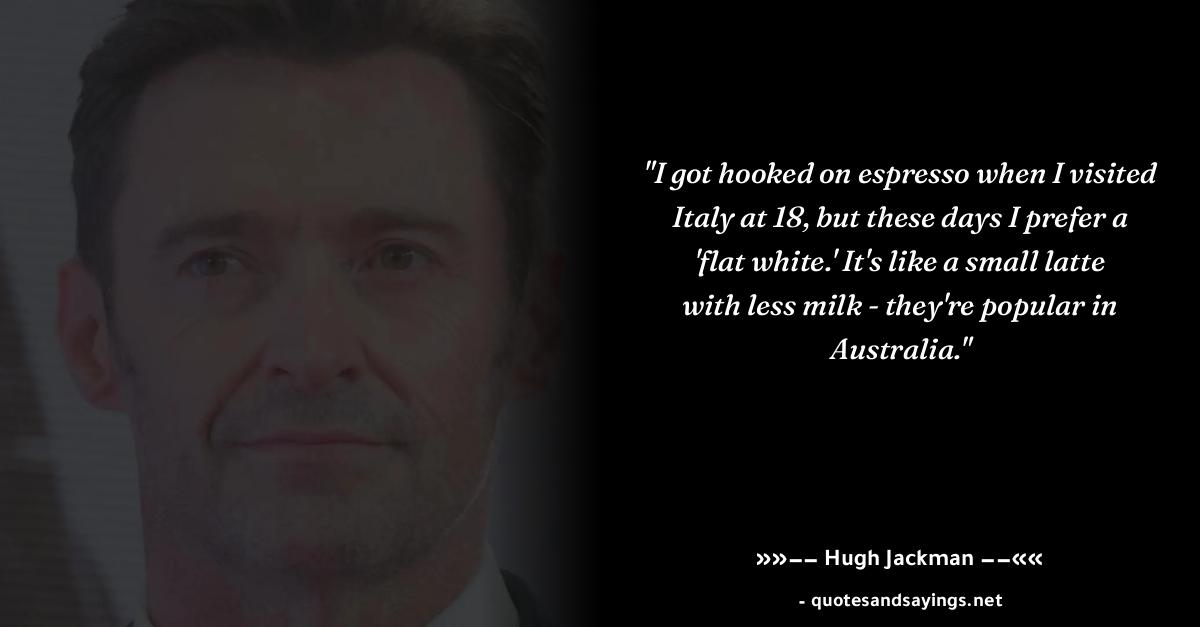 "I got hooked on espresso when I visited
Italy at 18, but these days I prefer a
'flat white.' It's like a small latte
with less milk - they're popular in
Australia."
»»−− Hugh Jackman −−««
- quotesandsayings.net